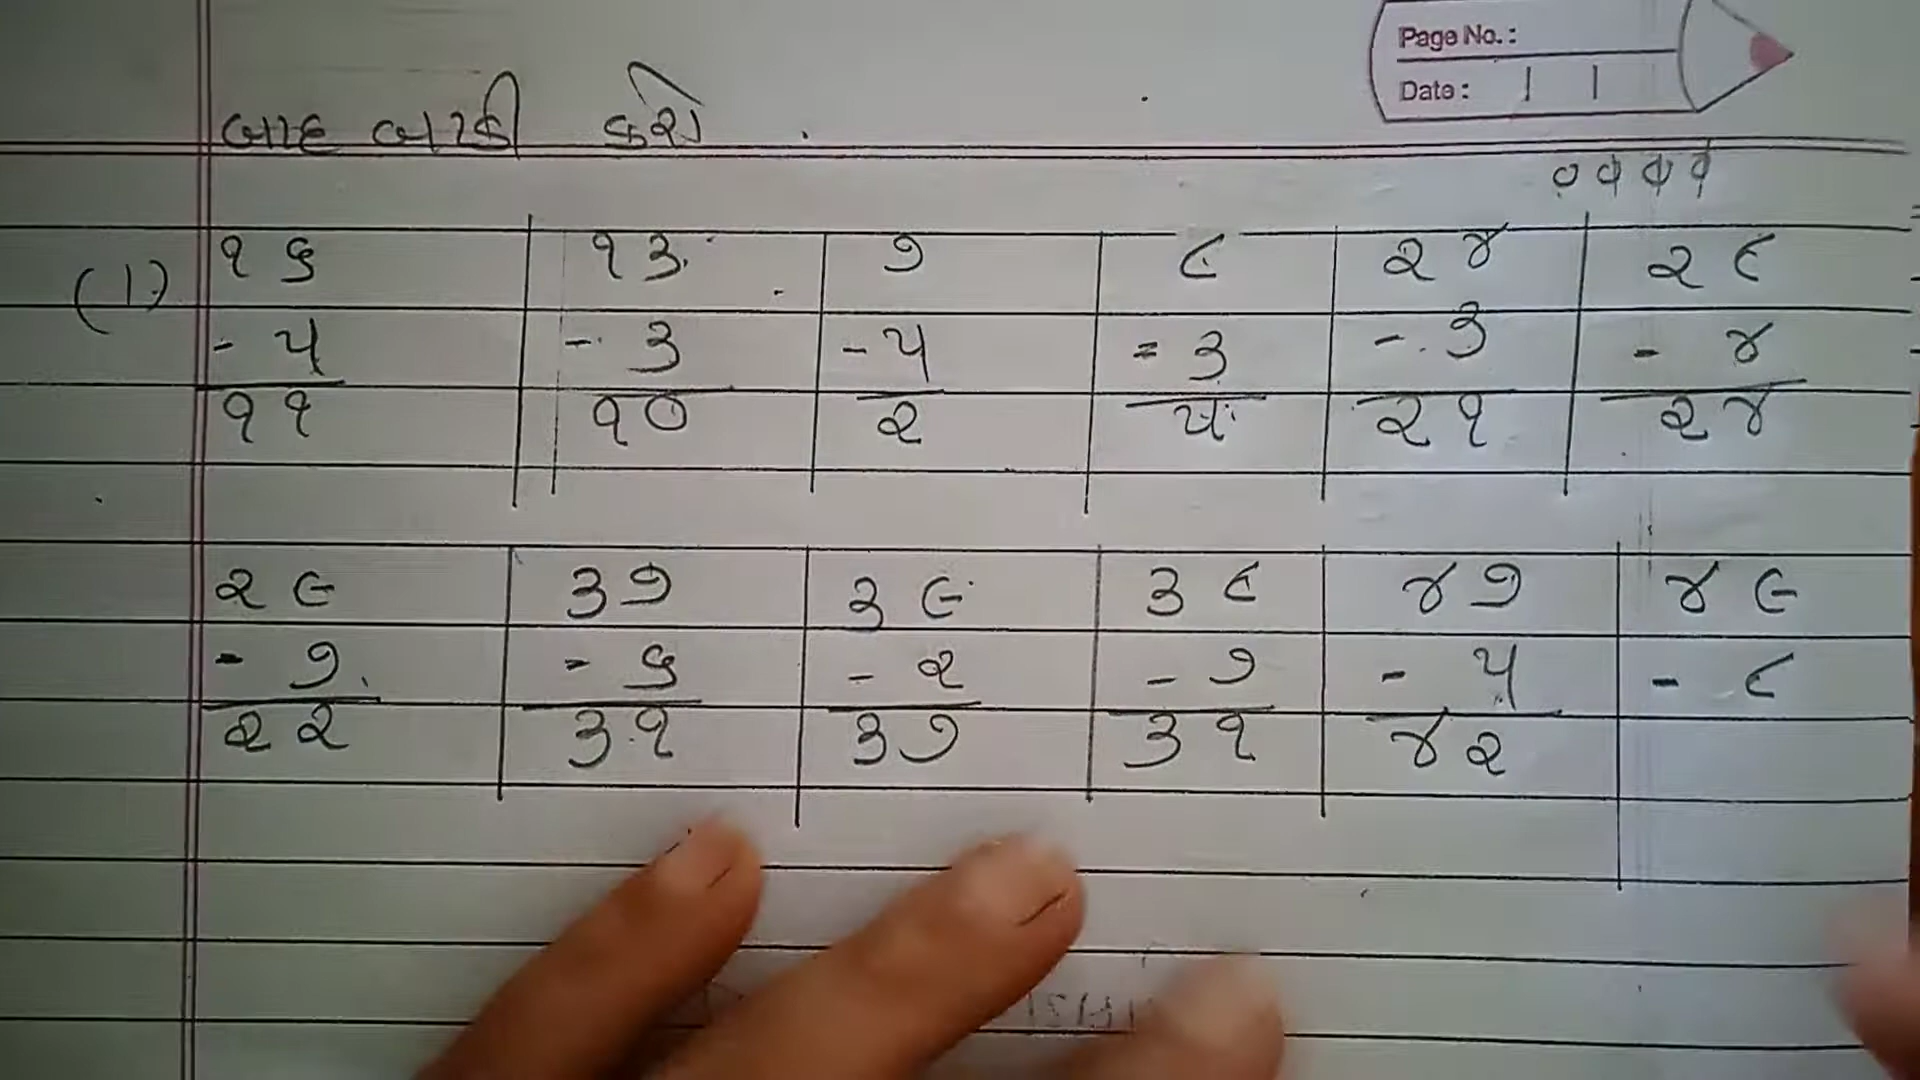 Page No. :
Date :
બાદ બાકી કરો
(1) ૧૬ ૧૩ ૭ ૮ ૨૪ ૨૮
- ૫ - ૩ - ૫ = ૩ - ૩ - ૪
૧૧ ૧૦ ૨ ૫ ૨૧ ૨૪
૨૯ ૩૭ ૩૯ ૩૮ ૪૭ ૪૯
- ૭ - ૬ - ૨ - ૭ - ૫ - ૮
૨૨ ૩૧ ૩૭ ૩૧ ૪૨